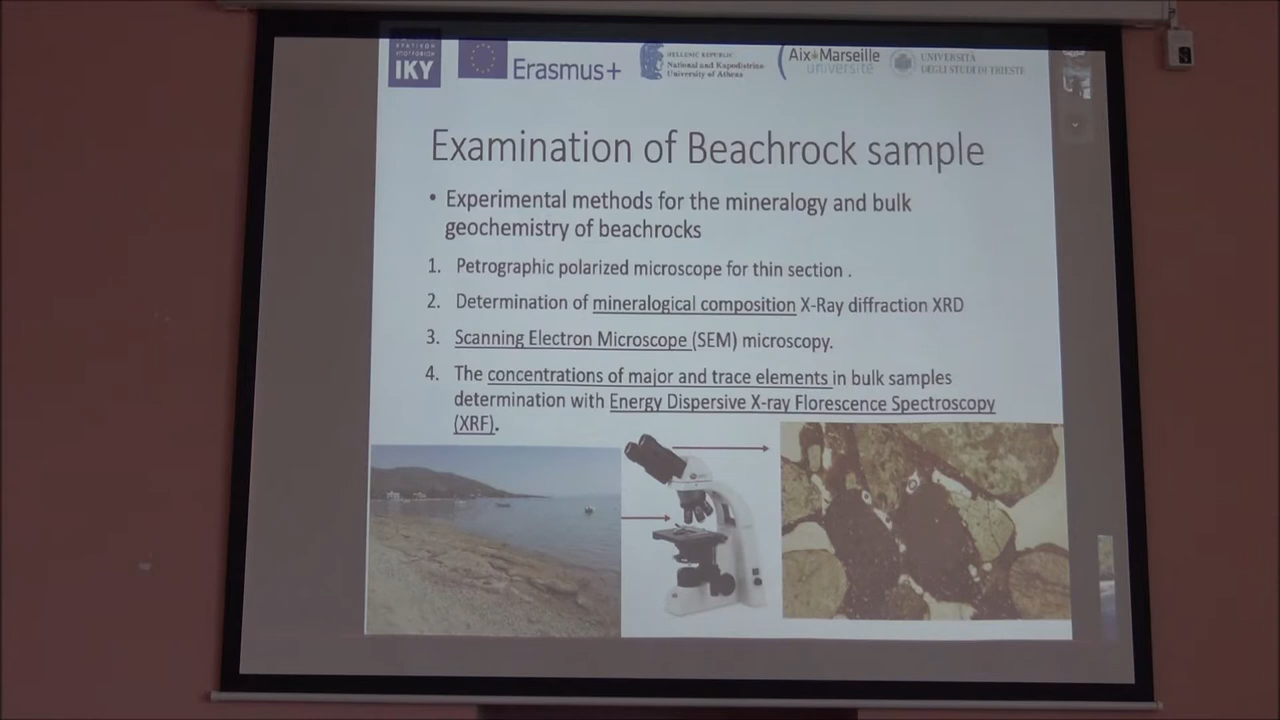 ΚΡΑΤΙΚΩΝ
ΥΠΟΤΡΟΦΙΩΝ
IKY
Erasmus+
HELLENIC REPUBLIC
National and Kapodistrian
University of Athens
Aix*Marseille
université
UNIVERSITÀ
DEGLI STUDI DI TRIESTE
Examination of Beachrock sample
• Experimental methods for the mineralogy and bulk
geochemistry of beachrocks
1. Petrographic polarized microscope for thin section .
2. Determination of mineralogical composition X-Ray diffraction XRD
3. Scanning Electron Microscope (SEM) microscopy.
4. The concentrations of major and trace elements in bulk samples
determination with Energy Dispersive X-ray Florescence Spectroscopy
(XRF).